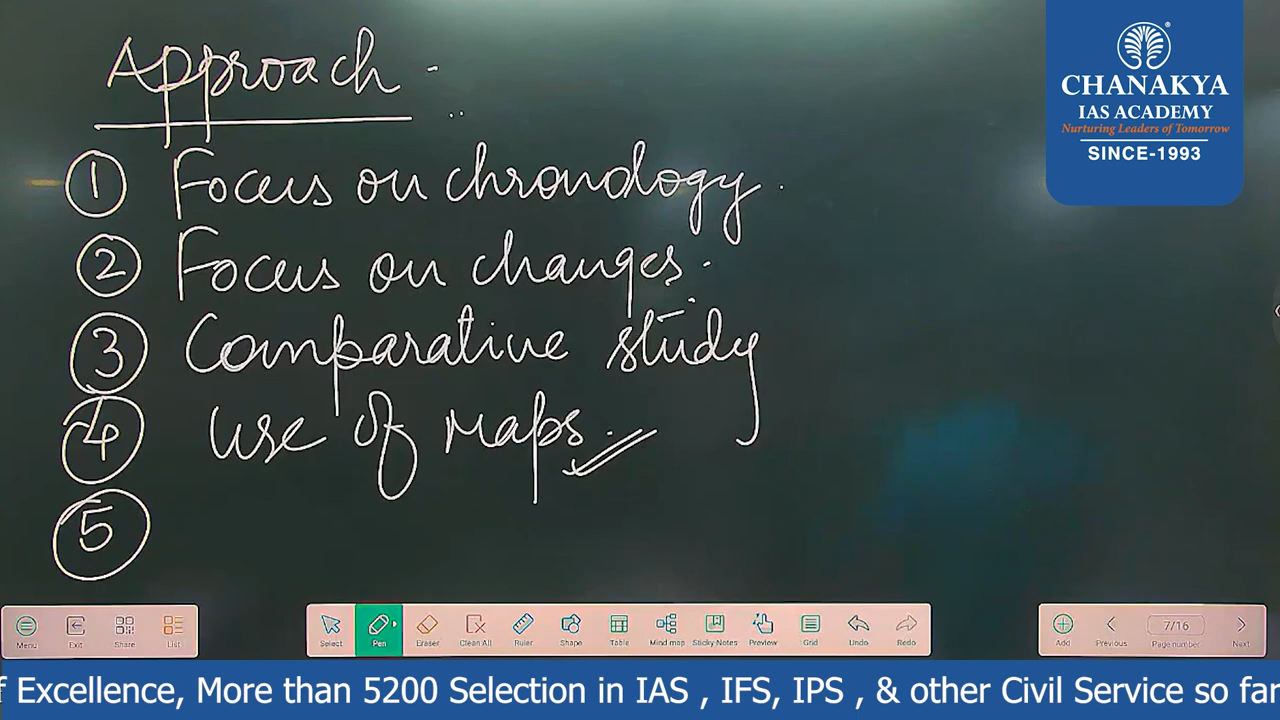 Approach -
① Focus on chronology.
② Focus on changes.
③ Comparative study
④ Use of Maps.
⑤
CHANAKYA
IAS ACADEMY
Nurturing Leaders of Tomorrow
SINCE-1993
Menu Exit Share List
Select Pen Eraser Clean All Ruler Shape Table Mind map Sticky Notes Preview Grid Undo Redo
Add Previous 7/16 Page number Next
f Excellence, More than 5200 Selection in IAS , IFS, IPS , & other Civil Service so far